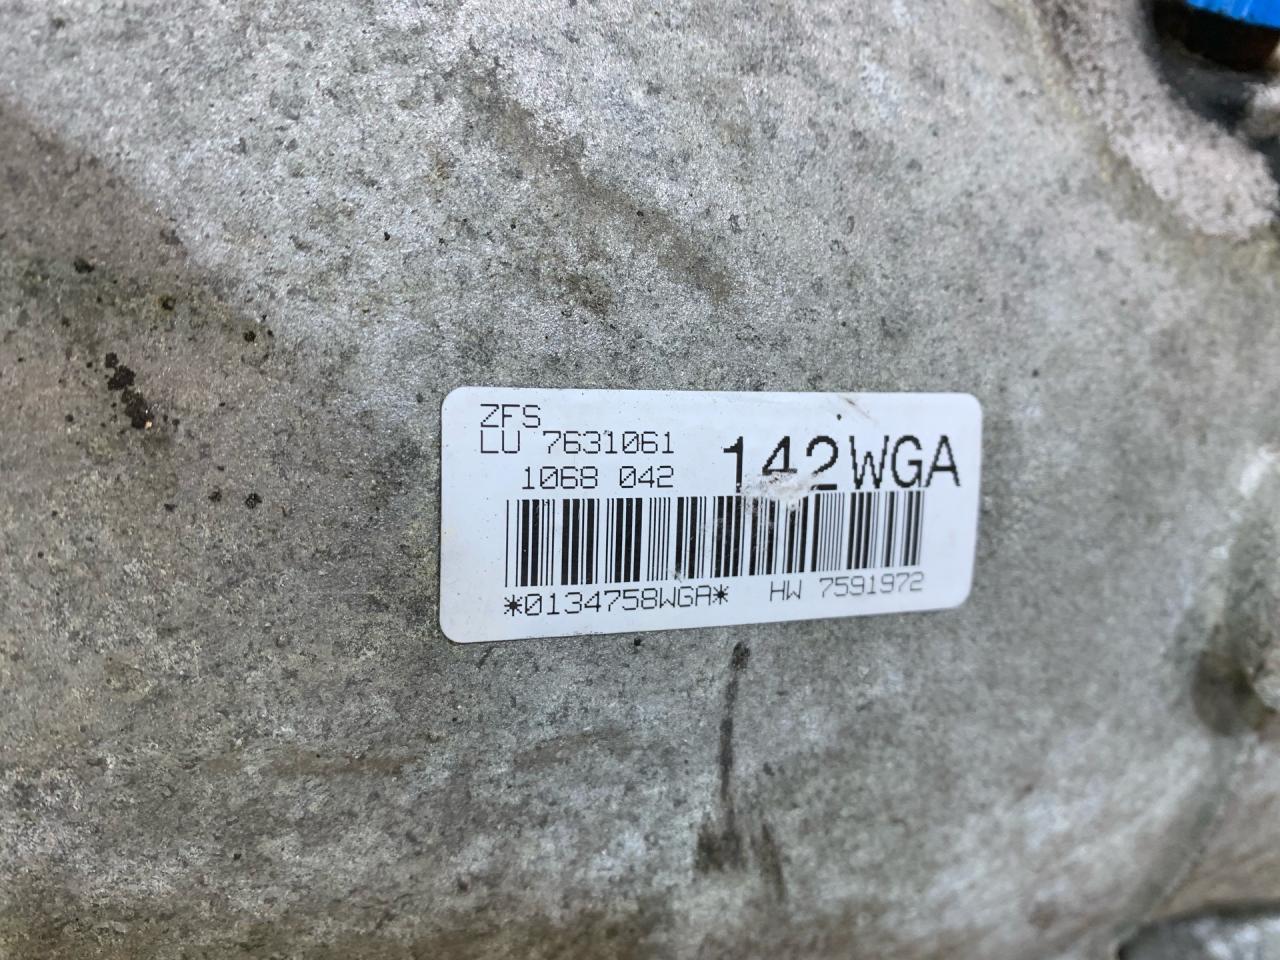 ZFS
LU 7631061
1068 042
142WGA
*0134758WGA* HW 7591972